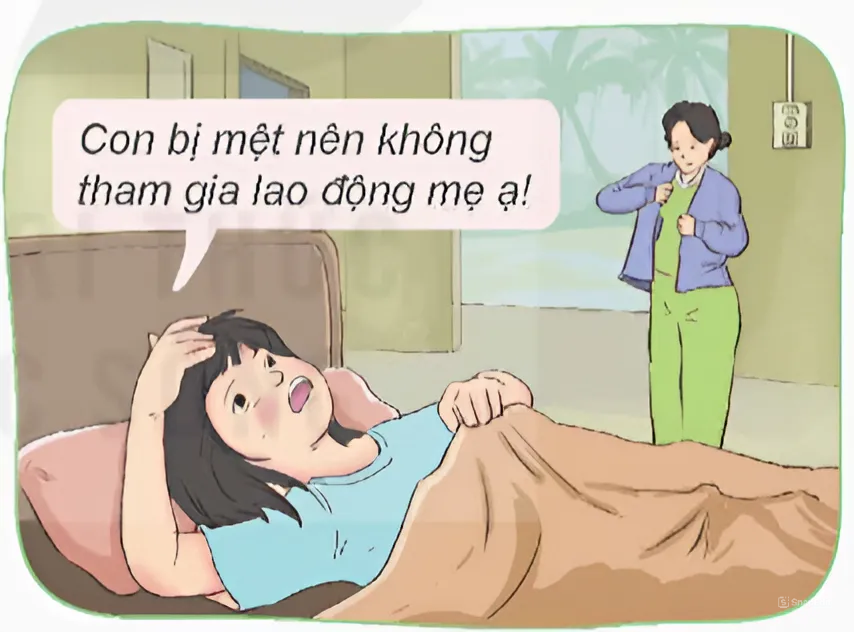 Con bị mệt nên không
tham gia lao động mẹ ạ!